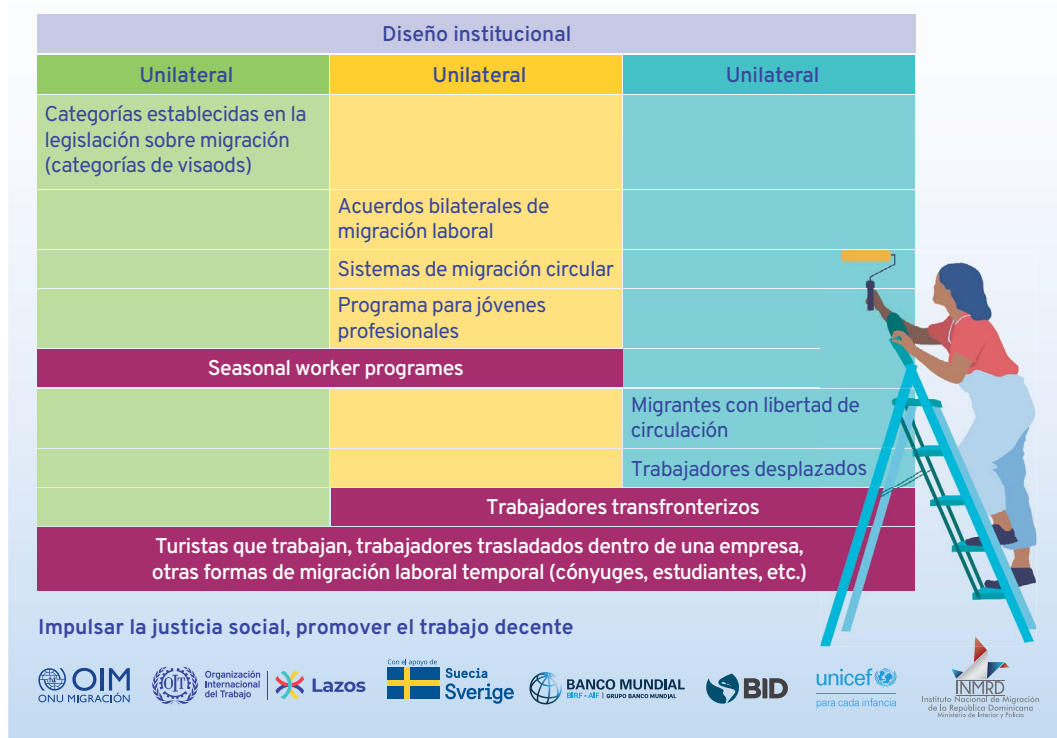 Diseño institucional
Unilateral
Unilateral
Unilateral
Categorías establecidas en la
legislación sobre migración
(categorías de visaods)
Acuerdos bilaterales de
migración laboral
Sistemas de migración circular
Programa para jóvenes
profesionales
Seasonal worker programes
Migrantes con libertad de
circulación
Trabajadores desplazados
Trabajadores transfronterizos
Turistas que trabajan, trabajadores trasladados dentro de una empresa,
otras formas de migración laboral temporal (cónyuges, estudiantes, etc.)
Impulsar la justicia social, promover el trabajo decente
OIM
ONU MIGRACIÓN
OIT
Organización
Internacional
del Trabajo
Lazos
Con el apoyo de
Suecia
Sverige
BANCO MUNDIAL
BIRF • AIF | GRUPO BANCO MUNDIAL
BID
unicef
para cada infancia
INMRD
Instituto Nacional de Migración
de la República Dominicana
Ministerio de Interior y Policía